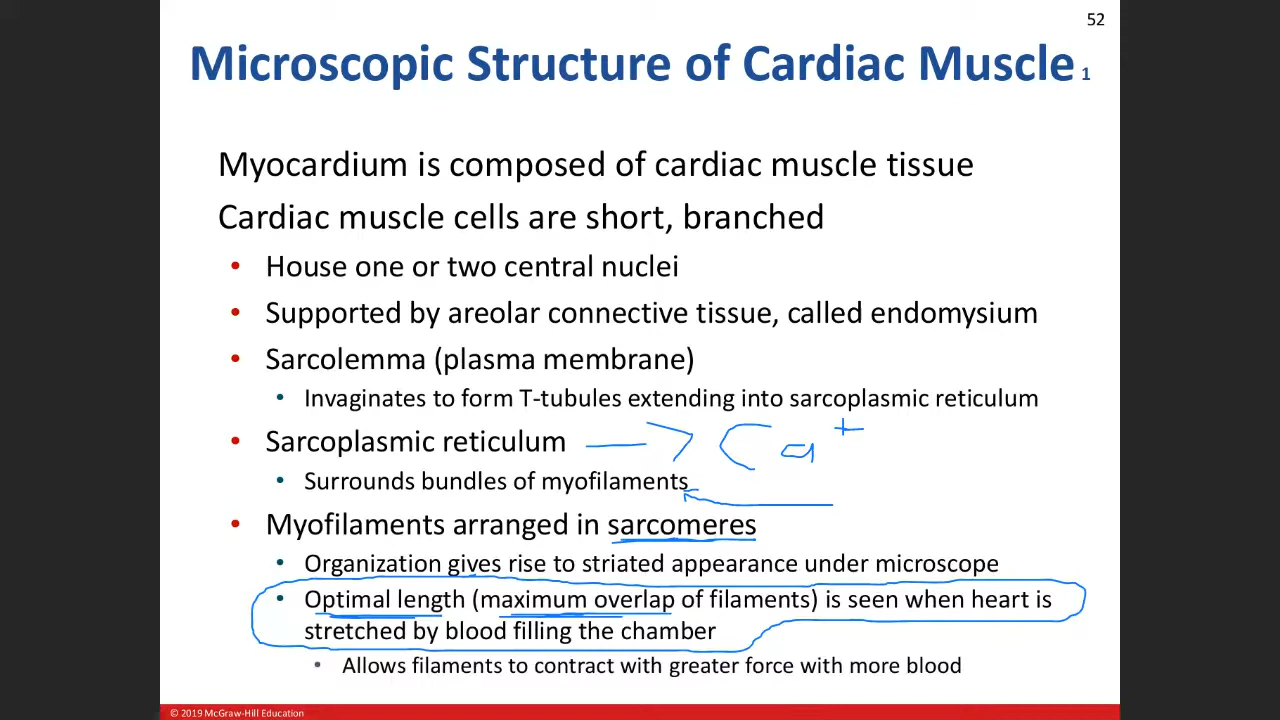 52
Microscopic Structure of Cardiac Muscle 1
Myocardium is composed of cardiac muscle tissue
Cardiac muscle cells are short, branched
• House one or two central nuclei
• Supported by areolar connective tissue, called endomysium
• Sarcolemma (plasma membrane)
• Invaginates to form T-tubules extending into sarcoplasmic reticulum
• Sarcoplasmic reticulum → Ca+
• Surrounds bundles of myofilaments
• Myofilaments arranged in sarcomeres
• Organization gives rise to striated appearance under microscope
• Optimal length (maximum overlap of filaments) is seen when heart is
stretched by blood filling the chamber
• Allows filaments to contract with greater force with more blood
© 2019 McGraw-Hill Education